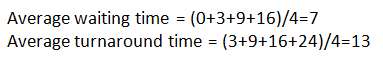 Average waiting time = (0+3+9+16)/4=7
Average turnaround time = (3+9+16+24)/4=13